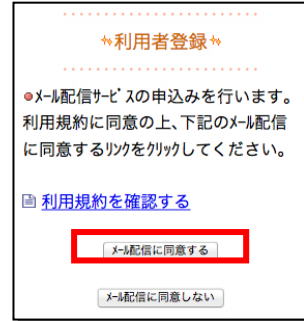 利用者登録
ﾒｰﾙ配信ｻｰﾋﾞｽの申込みを行います。
利用規約に同意の上、下記のﾒｰﾙ配信
に同意するﾘﾝｸをｸﾘｯｸしてください。
利用規約を確認する
ﾒｰﾙ配信に同意する
ﾒｰﾙ配信に同意しない